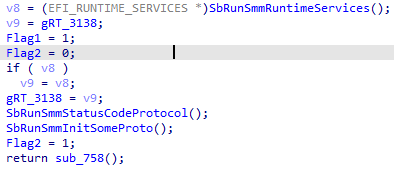 v8 = (EFI_RUNTIME_SERVICES *)SbRunSmmRuntimeServices();
v9 = gRT_3138;
Flag1 = 1;
Flag2 = 0;
if ( v8 )
v9 = v8;
gRT_3138 = v9;
SbRunSmmStatusCodeProtocol();
SbRunSmmInitSomeProto();
Flag2 = 1;
return sub_758();